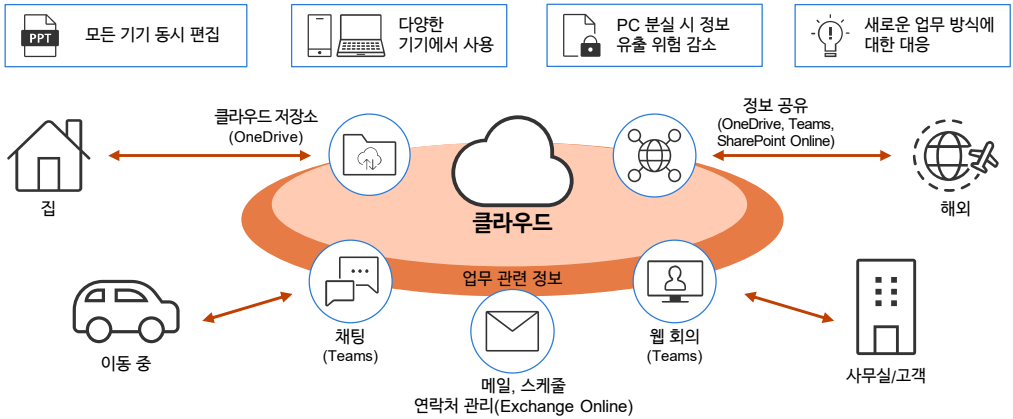 PPT
모든 기기 동시 편집
다양한
기기에서 사용
PC 분실 시 정보
유출 위험 감소
새로운 업무 방식에
대한 대응
집
클라우드 저장소
(OneDrive)
클라우드
정보 공유
(OneDrive, Teams,
SharePoint Online)
해외
업무 관련 정보
이동 중
채팅
(Teams)
메일, 스케줄
연락처 관리(Exchange Online)
웹 회의
(Teams)
사무실/고객